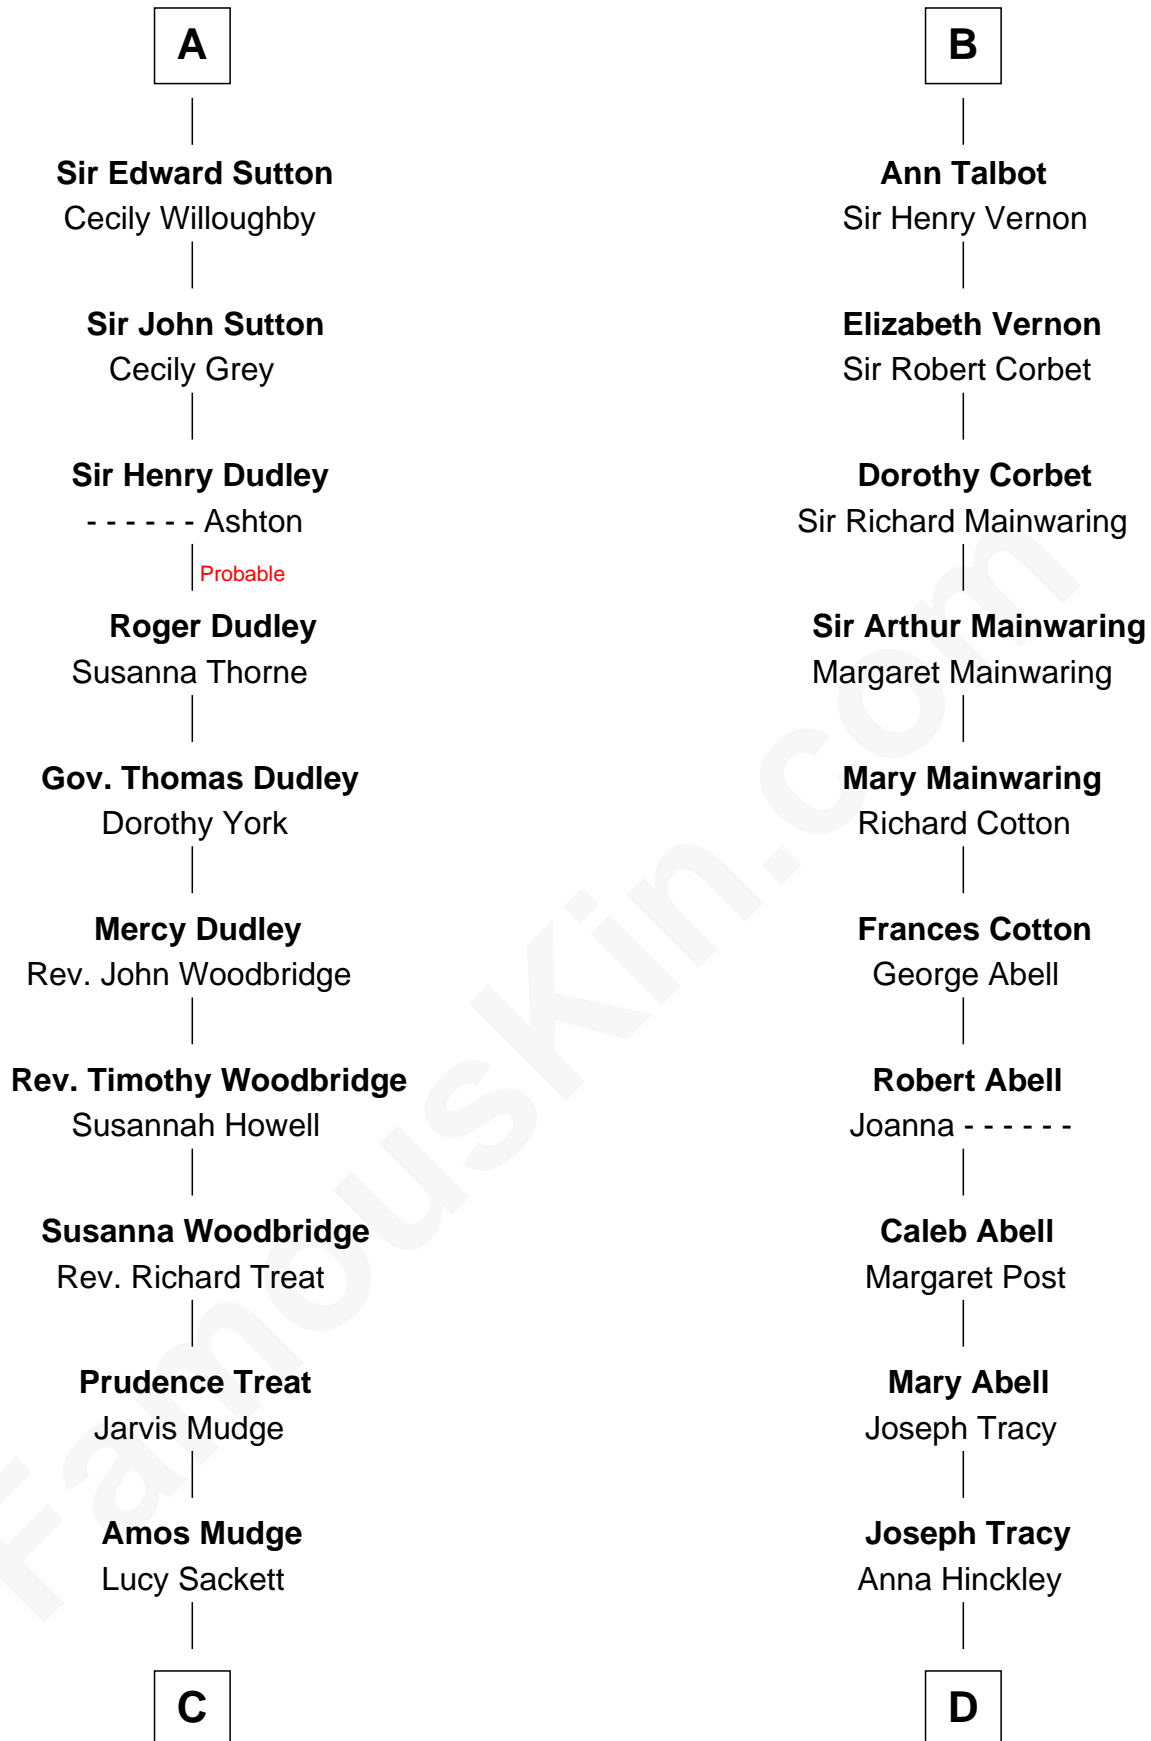 A
Sir Edward Sutton
Cecily Willoughby
Sir John Sutton
Cecily Grey
Sir Henry Dudley
- - - - - - Ashton
Probable
Roger Dudley
Susanna Thorne
Gov. Thomas Dudley
Dorothy York
Mercy Dudley
Rev. John Woodbridge
Rev. Timothy Woodbridge
Susannah Howell
Susanna Woodbridge
Rev. Richard Treat
Prudence Treat
Jarvis Mudge
Amos Mudge
Lucy Sackett
C
B
Ann Talbot
Sir Henry Vernon
Elizabeth Vernon
Sir Robert Corbet
Dorothy Corbet
Sir Richard Mainwaring
Sir Arthur Mainwaring
Margaret Mainwaring
Mary Mainwaring
Richard Cotton
Frances Cotton
George Abell
Robert Abell
Joanna - - - - - -
Caleb Abell
Margaret Post
Mary Abell
Joseph Tracy
Joseph Tracy
Anna Hinckley
D
FamousKin.com